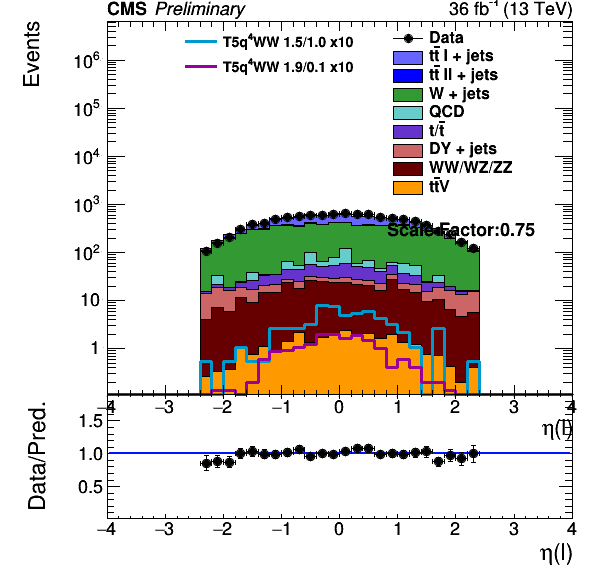 CMS Preliminary 36 fb⁻¹ (13 TeV)
Events
T5q⁴WW 1.5/1.0 x10
T5q⁴WW 1.9/0.1 x10
Data
tt̄ l + jets
tt̄ ll + jets
W + jets
QCD
t/t̄
DY + jets
WW/WZ/ZZ
tt̄V
Scale Factor:0.75
10⁶
10⁵
10⁴
10³
10²
10
1
−4 −3 −2 −1 0 1 2 3 4
η(l)
Data/Pred.
1.5
1.0
0.5
−4 −3 −2 −1 0 1 2 3 4
η(l)